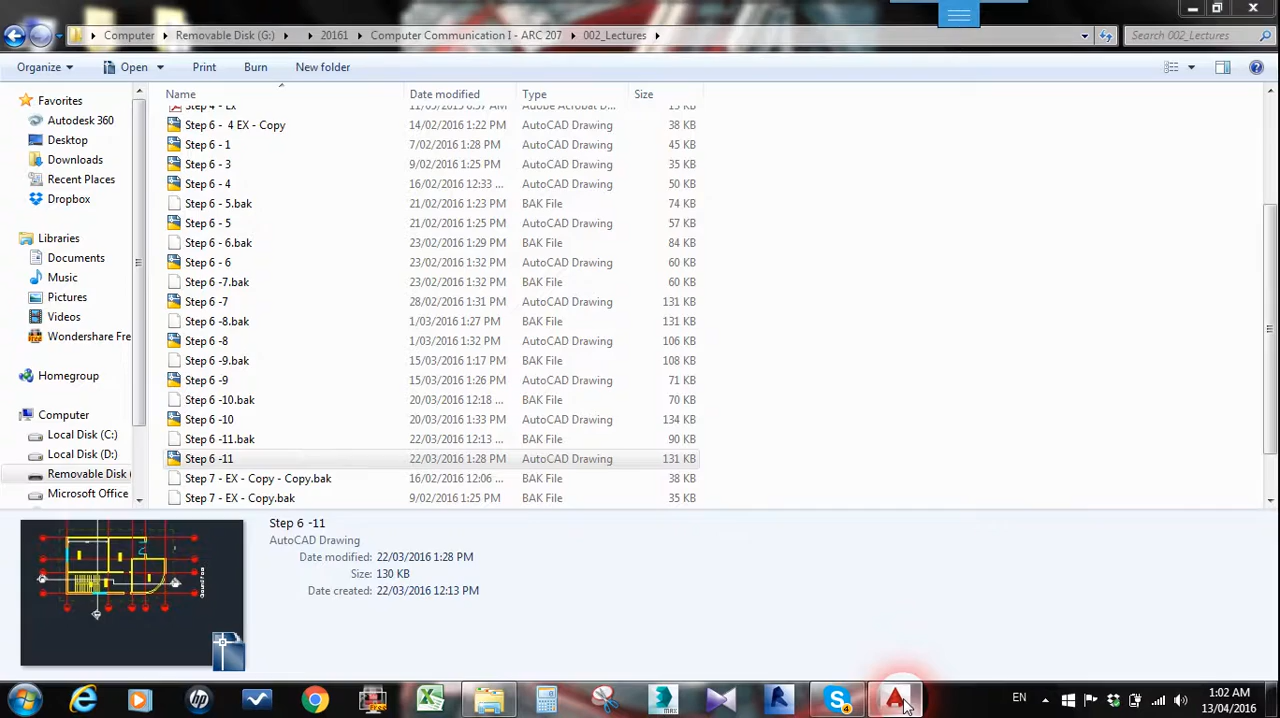 Computer
Removable Disk (G:)
20161
Computer Communication I - ARC 207
002_Lectures
Search 002_Lectures
Organize
Open
Print
Burn
New folder
Name
Date modified
Type
Size
Favorites
Autodesk 360
Desktop
Downloads
Recent Places
Dropbox
Libraries
Documents
Music
Pictures
Videos
Wondershare Fre
Homegroup
Computer
Local Disk (C:)
Local Disk (D:)
Removable Disk (
Microsoft Office
Step 4 - Ex 11/03/2015 6:57 AM Adobe Acrobat D... 15 KB
Step 6 - 4 EX - Copy 14/02/2016 1:22 PM AutoCAD Drawing 38 KB
Step 6 - 1 7/02/2016 1:28 PM AutoCAD Drawing 45 KB
Step 6 - 3 9/02/2016 1:25 PM AutoCAD Drawing 35 KB
Step 6 - 4 16/02/2016 12:33 ... AutoCAD Drawing 50 KB
Step 6 - 5.bak 21/02/2016 1:23 PM BAK File 74 KB
Step 6 - 5 21/02/2016 1:25 PM AutoCAD Drawing 57 KB
Step 6 - 6.bak 23/02/2016 1:29 PM BAK File 84 KB
Step 6 - 6 23/02/2016 1:32 PM AutoCAD Drawing 60 KB
Step 6 -7.bak 23/02/2016 1:32 PM BAK File 60 KB
Step 6 -7 28/02/2016 1:31 PM AutoCAD Drawing 131 KB
Step 6 -8.bak 1/03/2016 1:27 PM BAK File 131 KB
Step 6 -8 1/03/2016 1:32 PM AutoCAD Drawing 106 KB
Step 6 -9.bak 15/03/2016 1:17 PM BAK File 108 KB
Step 6 -9 15/03/2016 1:26 PM AutoCAD Drawing 71 KB
Step 6 -10.bak 20/03/2016 12:18 ... BAK File 70 KB
Step 6 -10 20/03/2016 1:33 PM AutoCAD Drawing 134 KB
Step 6 -11.bak 22/03/2016 12:13 ... BAK File 90 KB
Step 6 -11 22/03/2016 1:28 PM AutoCAD Drawing 131 KB
Step 7 - EX - Copy - Copy.bak 16/02/2016 12:06 ... BAK File 38 KB
Step 7 - EX - Copy.bak 9/02/2016 1:25 PM BAK File 35 KB
Step 6 -11
AutoCAD Drawing
Date modified: 22/03/2016 1:28 PM
Size: 130 KB
Date created: 22/03/2016 12:13 PM
EN
1:02 AM
13/04/2016